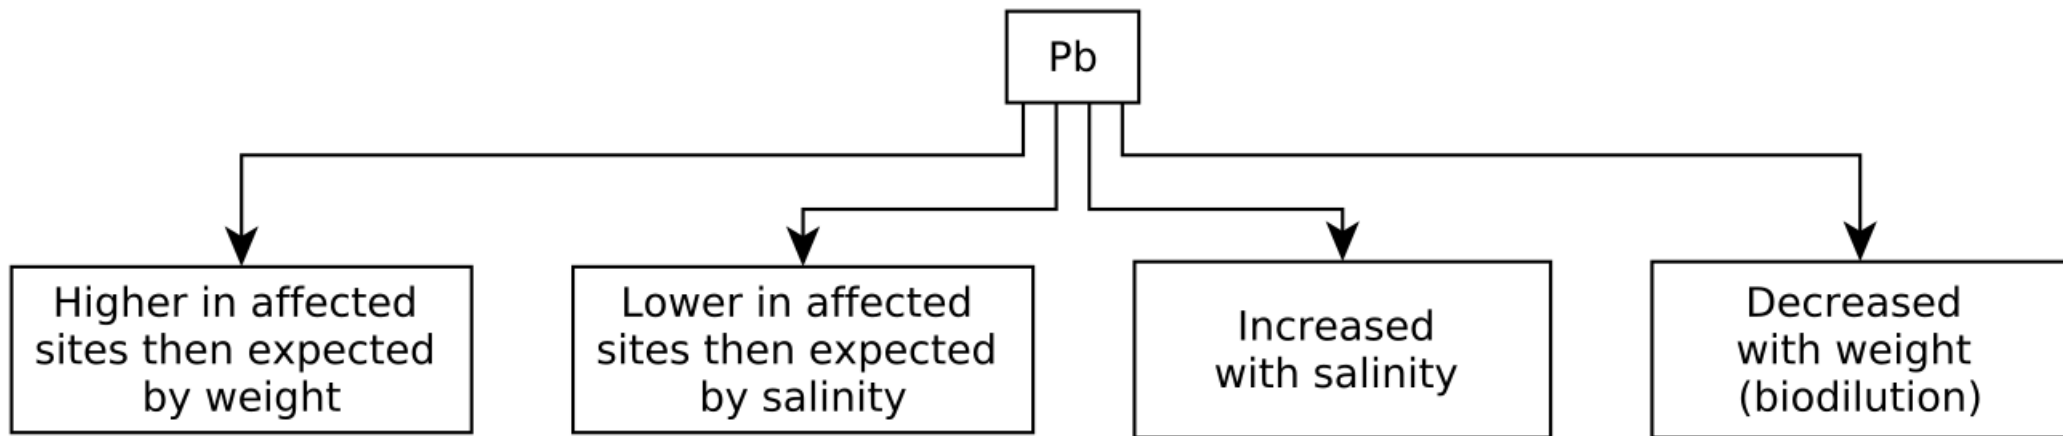 Pb
Higher in affected
sites then expected
by weight
Lower in affected
sites then expected
by salinity
Increased
with salinity
Decreased
with weight
(biodilution)